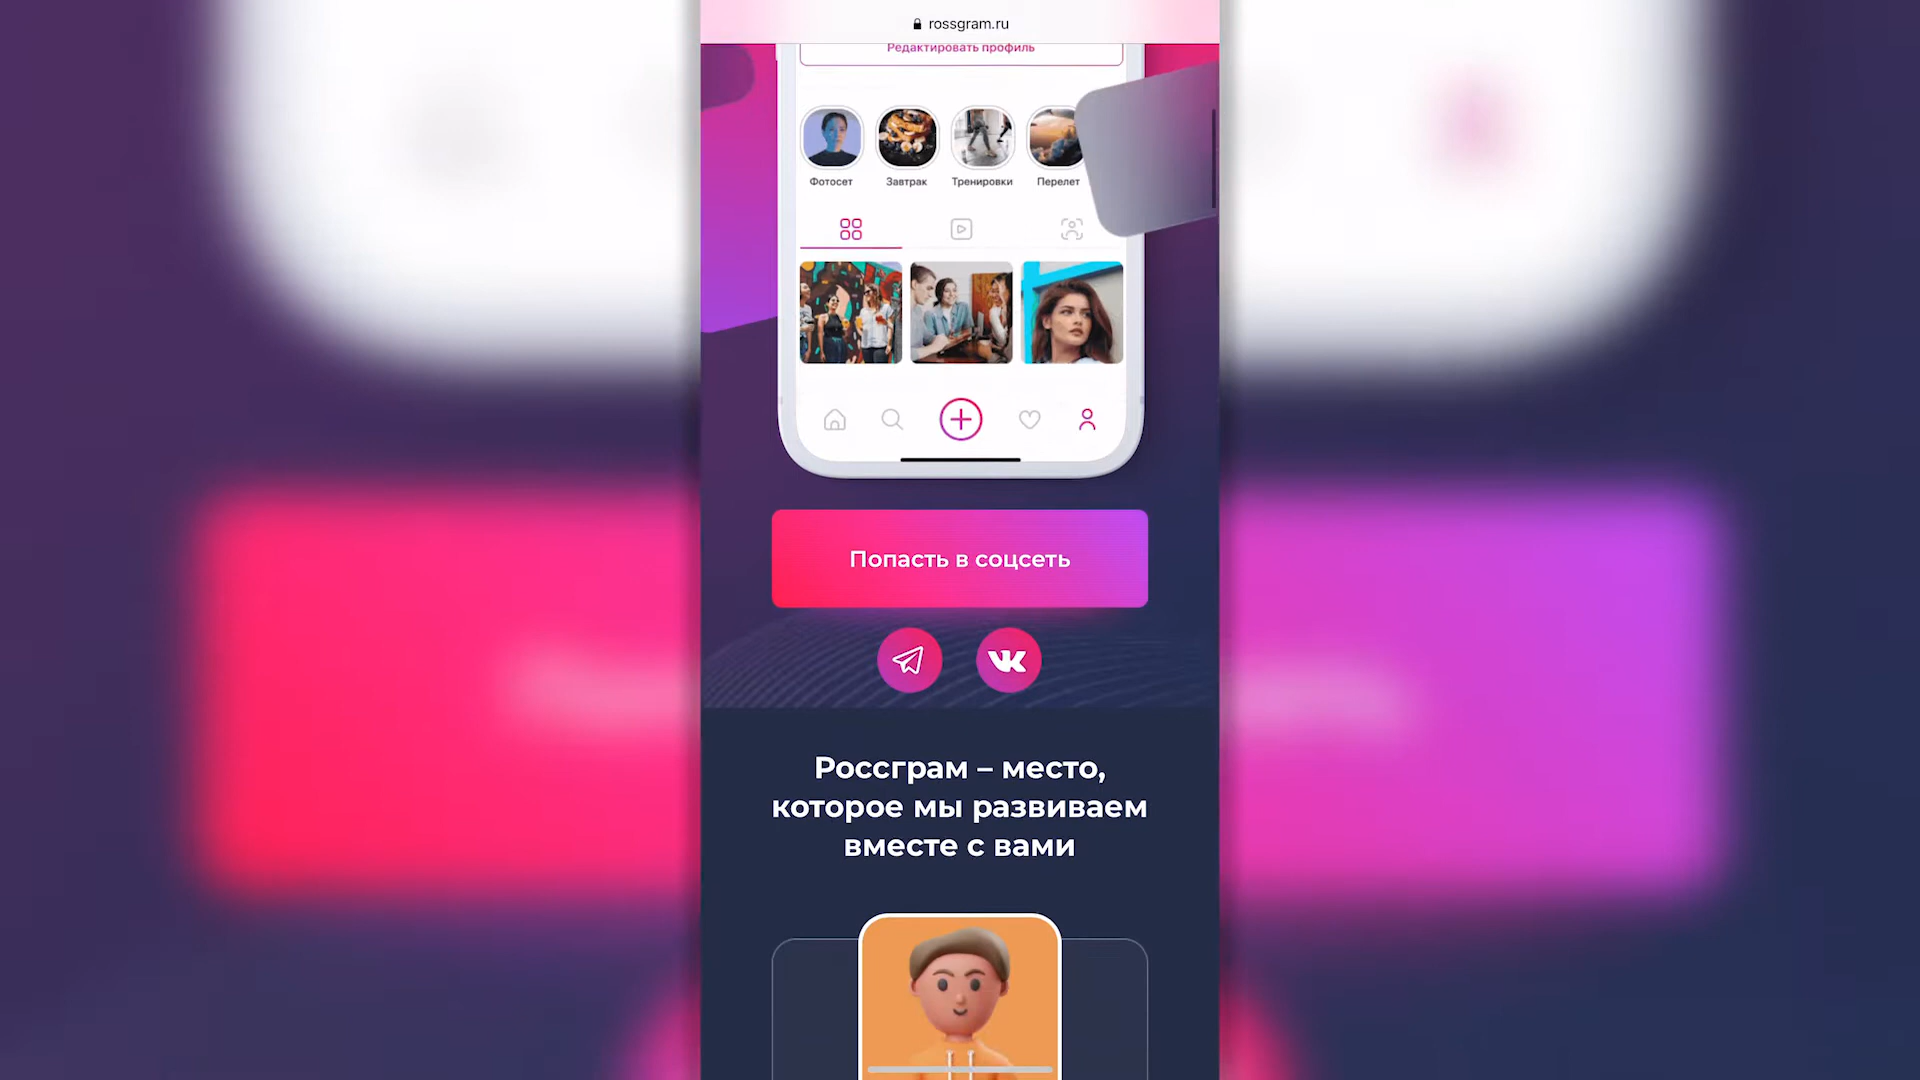 rossgram.ru
Редактировать профиль
Фотосет Завтрак Тренировки Перелет
Попасть в соцсеть
Россграм – место,
которое мы развиваем
вместе с вами